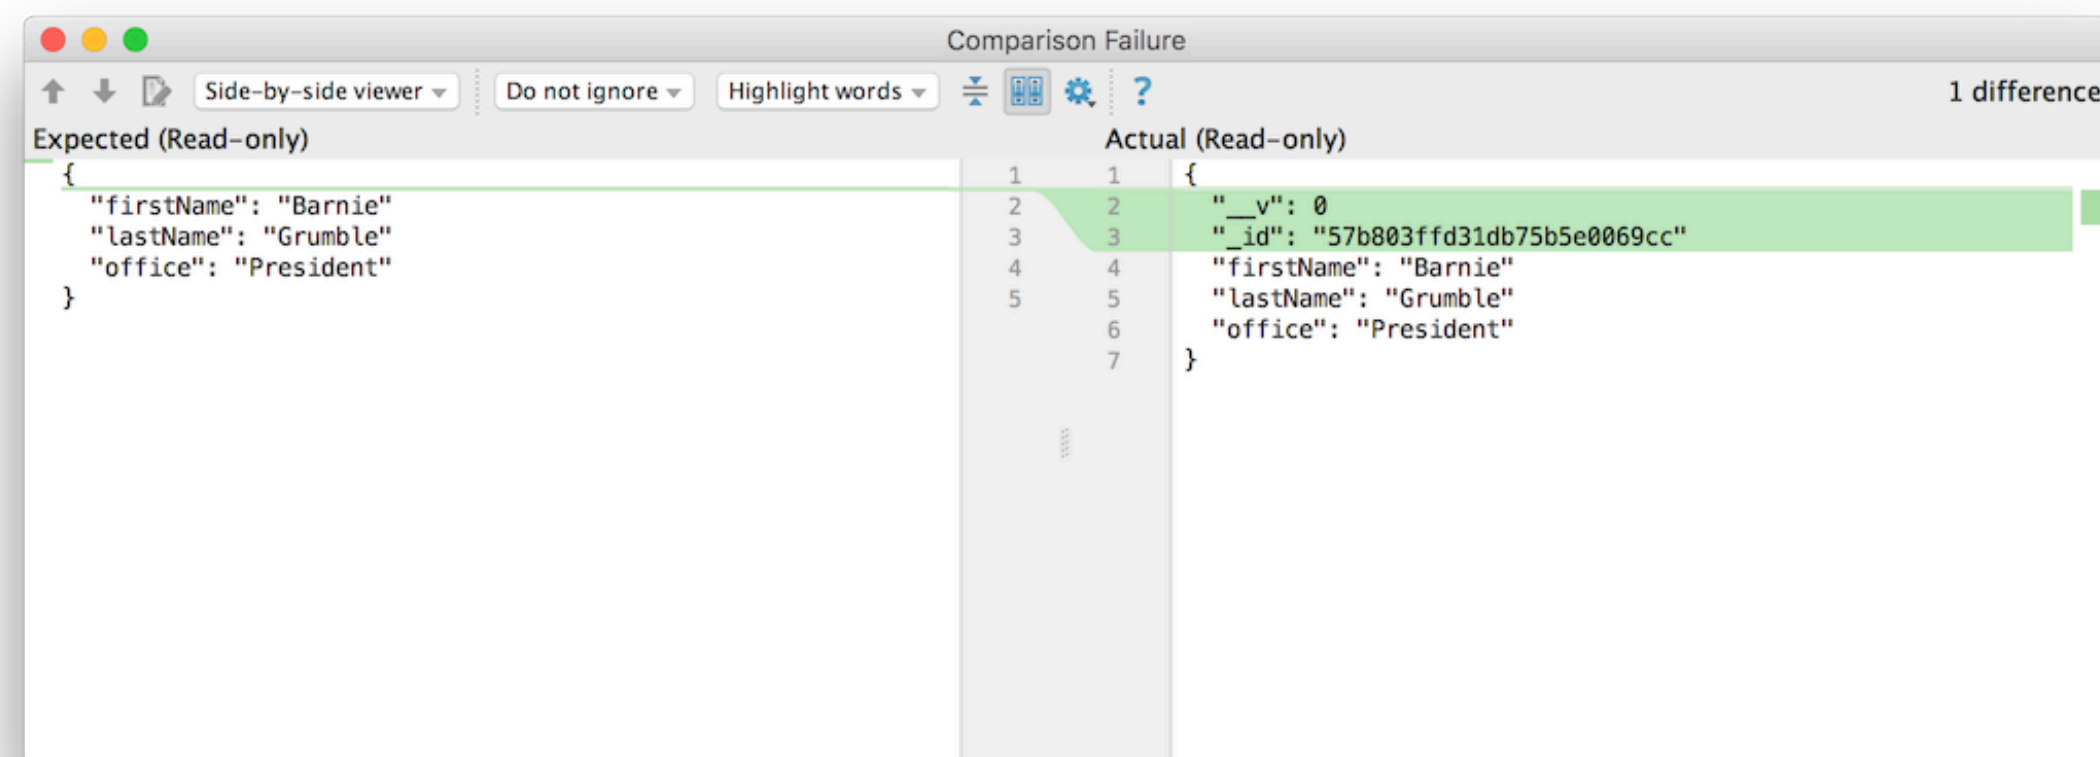 Comparison Failure
Side-by-side viewer
Do not ignore
Highlight words
?
1 difference
Expected (Read-only)
Actual (Read-only)
{
"firstName": "Barnie"
"lastName": "Grumble"
"office": "President"
}
1
2
3
4
5
1
2
3
4
5
6
7
{
"__v": 0
"_id": "57b803ffd31db75b5e0069cc"
"firstName": "Barnie"
"lastName": "Grumble"
"office": "President"
}